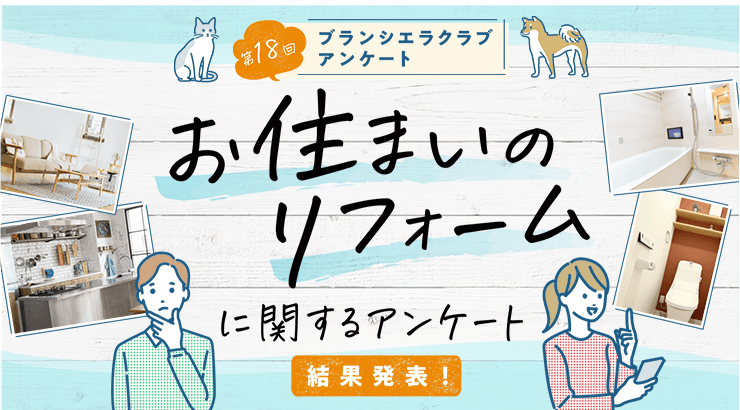 第18回
ブランシエラクラブ
アンケート
お住まいの
リフォーム
に関するアンケート
結果発表！